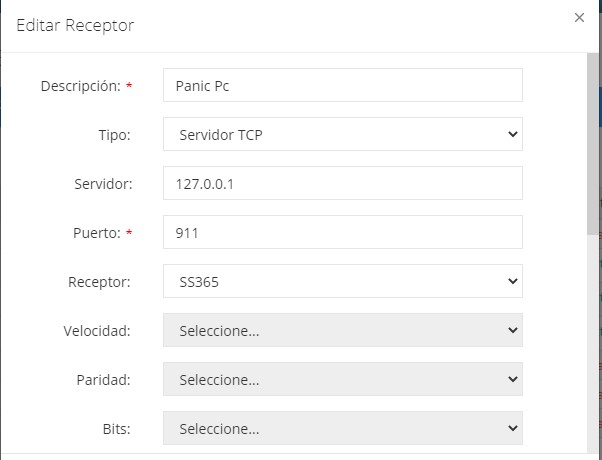 Editar Receptor ×
Descripción: * Panic Pc
Tipo: Servidor TCP
Servidor: 127.0.0.1
Puerto: * 911
Receptor: SS365
Velocidad: Seleccione...
Paridad: Seleccione...
Bits: Seleccione...